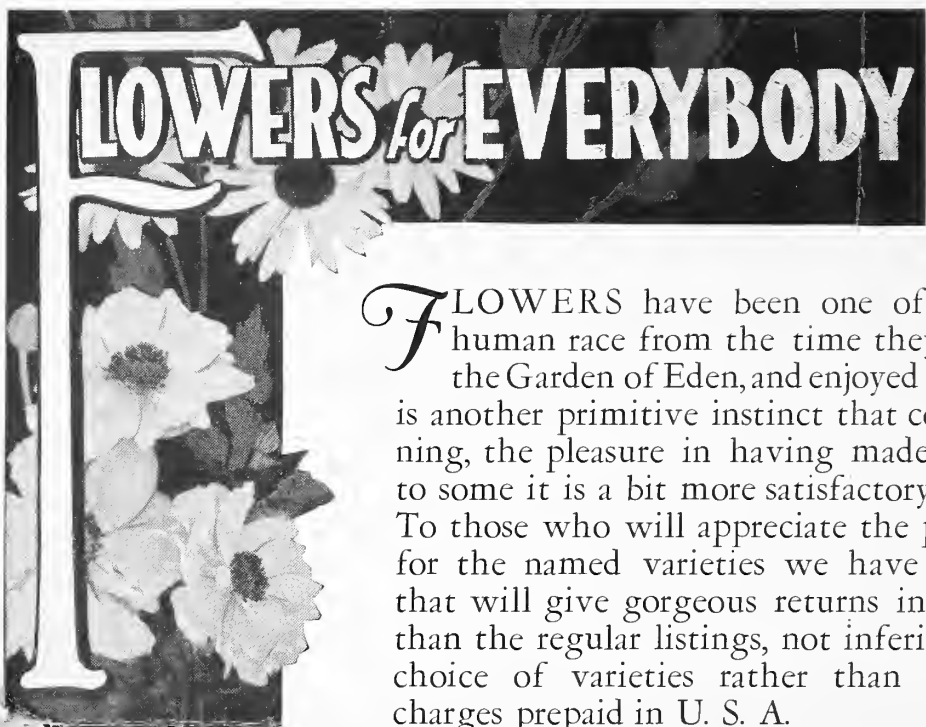 FLOWERS for EVERYBODY
FLOWERS have been one of
human race from the time they
the Garden of Eden, and enjoyed
is another primitive instinct that c
ning, the pleasure in having made
to some it is a bit more satisfactory
To those who will appreciate the
for the named varieties we have
that will give gorgeous returns in
than the regular listings, not inferi
choice of varieties rather than
charges prepaid in U. S. A.